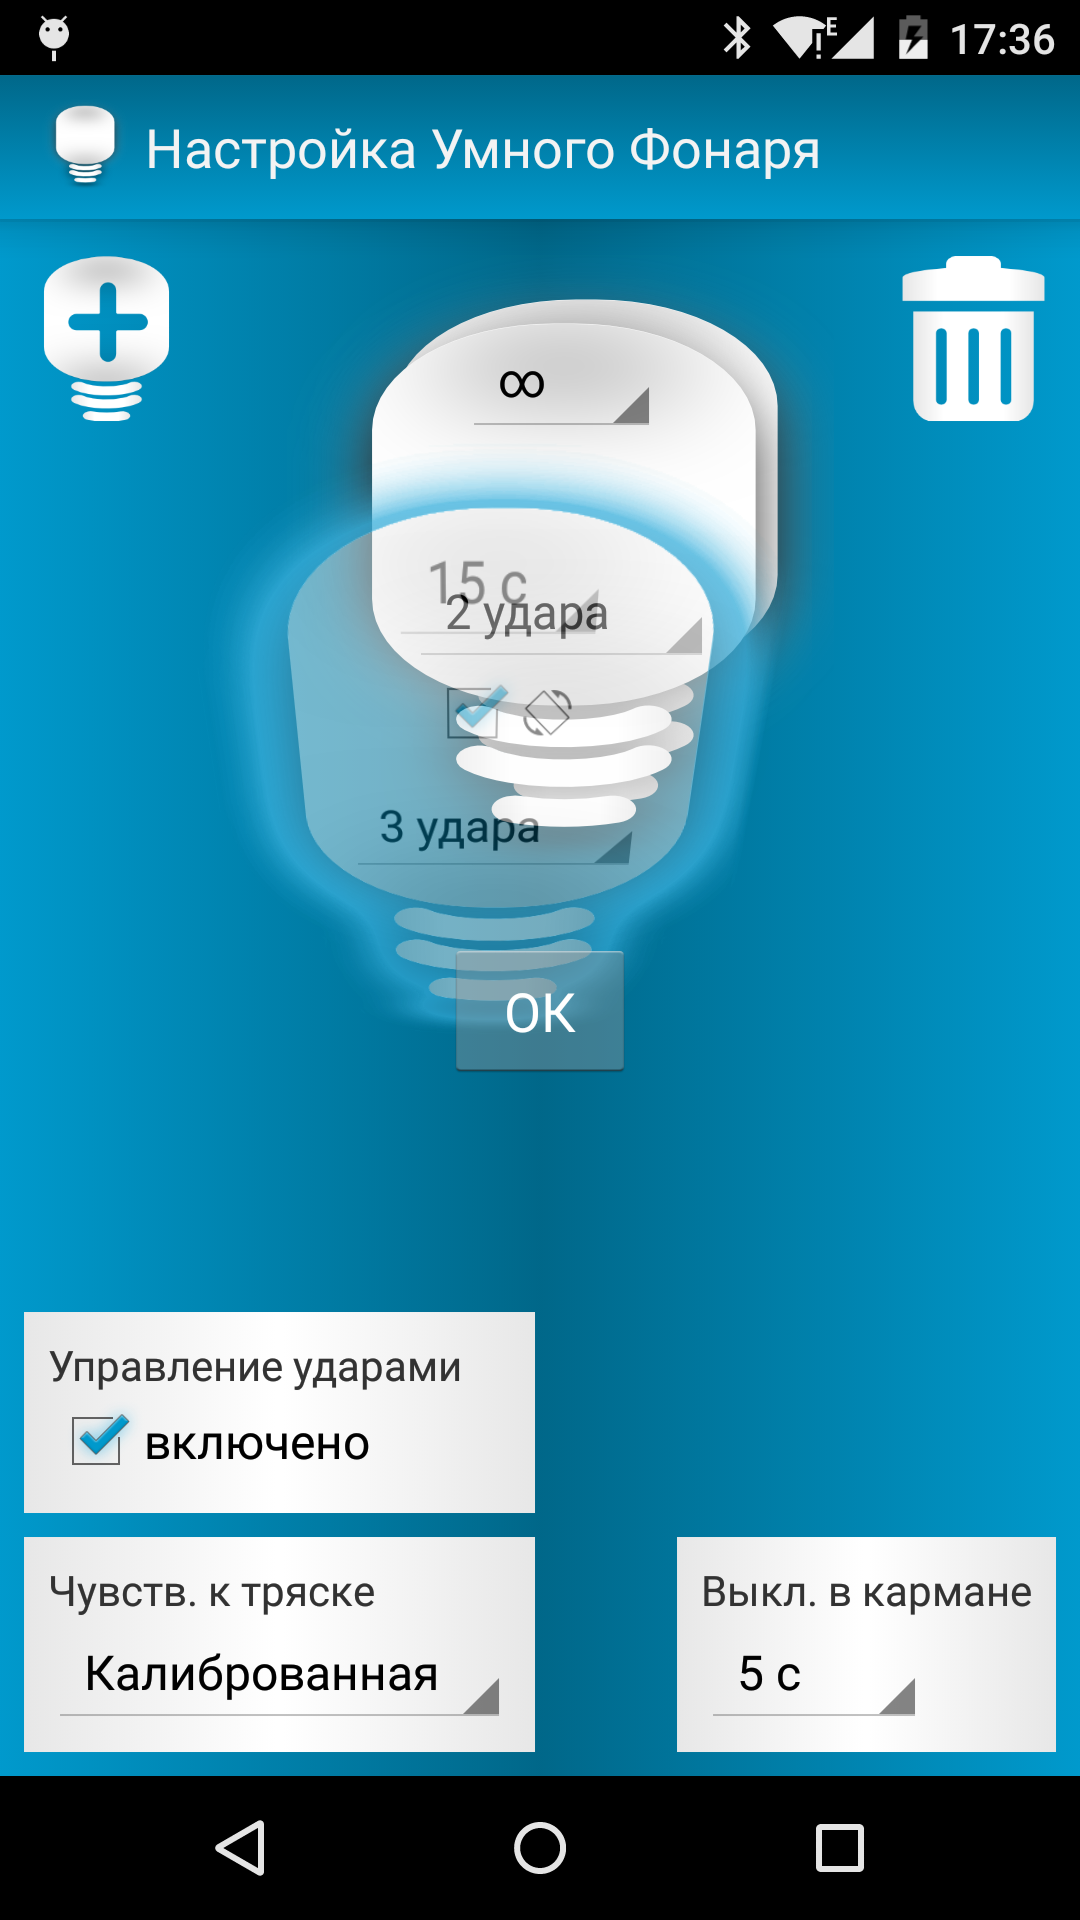 E
17:36
Настройка Умного Фонаря
∞
15 с
2 удара
3 удара
ОК
Управление ударами
включено
Чувств. к тряске
Выкл. в кармане
Калиброванная
5 с